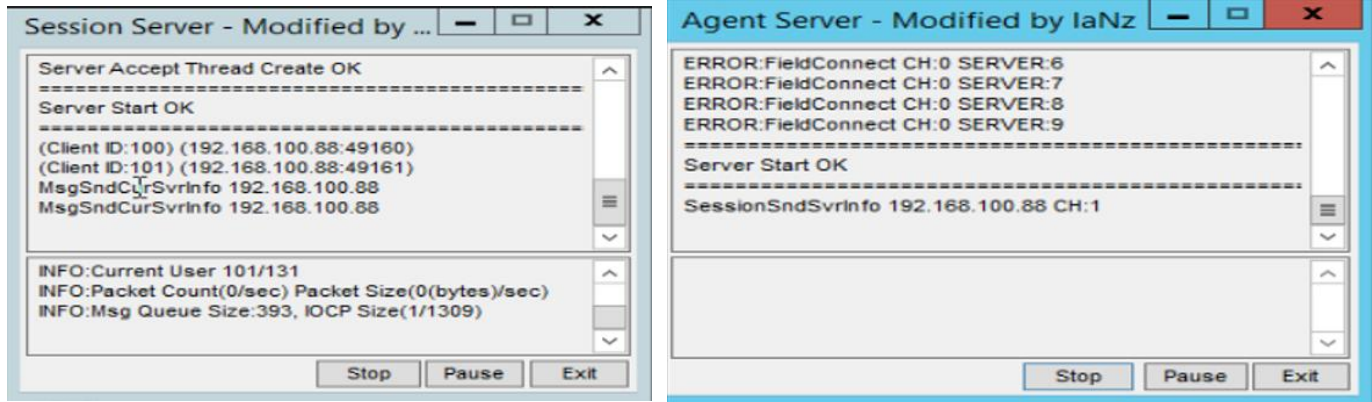 Session Server - Modified by ...
Server Accept Thread Create OK
================================================
Server Start OK
================================================
(Client ID:100) (192.168.100.88:49160)
(Client ID:101) (192.168.100.88:49161)
MsgSndCurSvrInfo 192.168.100.88
MsgSndCurSvrInfo 192.168.100.88
INFO:Current User 101/131
INFO:Packet Count(0/sec) Packet Size(0(bytes)/sec)
INFO:Msg Queue Size:393, IOCP Size(1/1309)
Stop Pause Exit
Agent Server - Modified by laNz
ERROR:FieldConnect CH:0 SERVER:6
ERROR:FieldConnect CH:0 SERVER:7
ERROR:FieldConnect CH:0 SERVER:8
ERROR:FieldConnect CH:0 SERVER:9
================================================
Server Start OK
================================================
SessionSndSvrInfo 192.168.100.88 CH:1
Stop Pause Exit